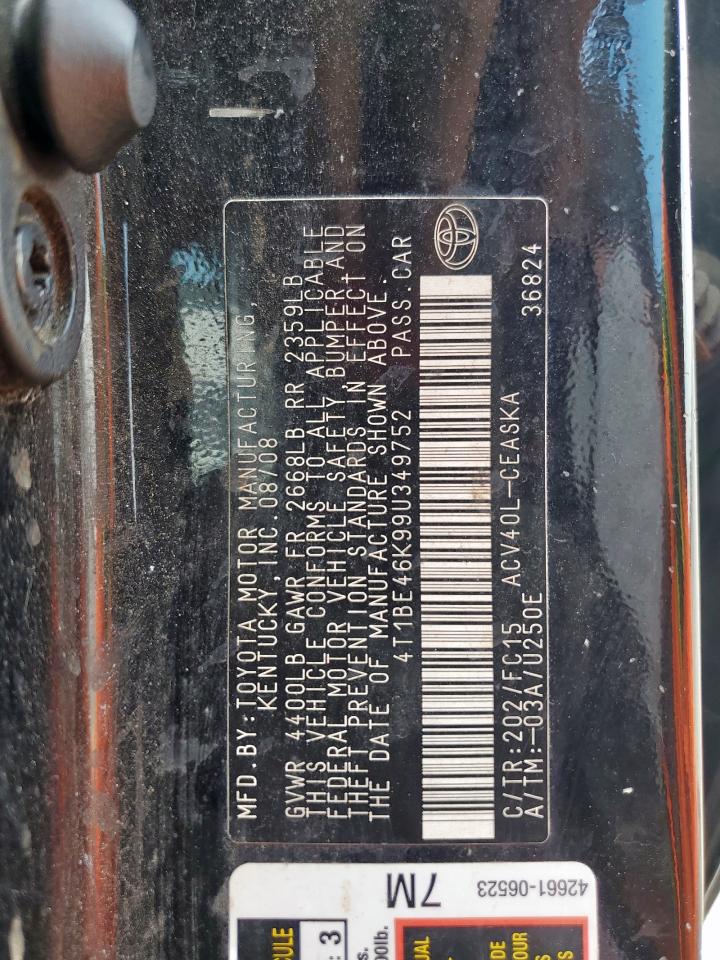 MFD.BY:TOYOTA MOTOR MANUFACTURING,
KENTUCKY,INC.08/08
GVWR 4400LB GAWR FR 2668LB RR 2359LB
THIS VEHICLE CONFORMS TO ALL APPLICABLE
FEDERAL MOTOR VEHICLE SAFETY, BUMPER AND
THEFT PREVENTION STANDARDS IN EFFECT ON
THE DATE OF MANUFACTURE SHOWN ABOVE.
4T1BE46K99U349752 PASS.CAR
C/TR:202/FC15 ACV40L-CEASKA
A/TM:-03A/U250E 36824
7M
42661-06523
: 3